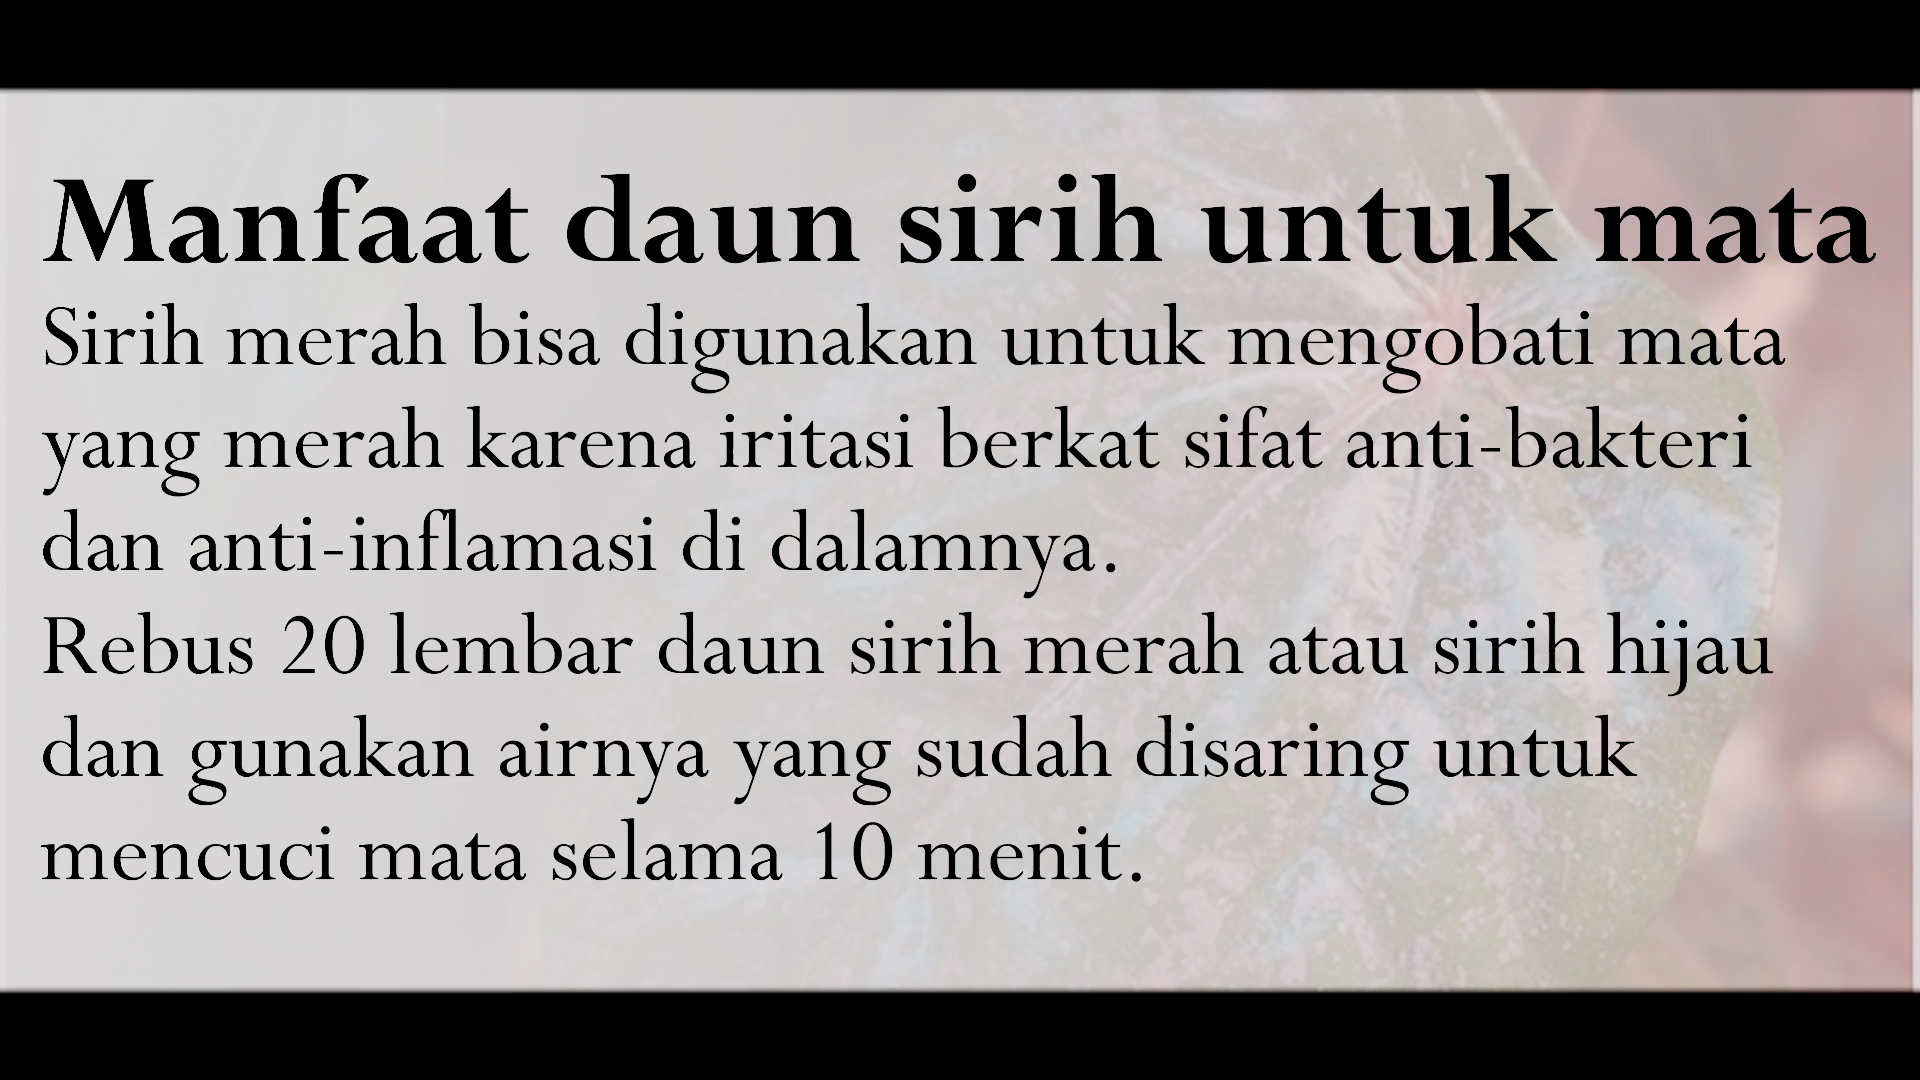 Manfaat daun sirih untuk mata
Sirih merah bisa digunakan untuk mengobati mata
yang merah karena iritasi berkat sifat anti-bakteri
dan anti-inflamasi di dalamnya.
Rebus 20 lembar daun sirih merah atau sirih hijau
dan gunakan airnya yang sudah disaring untuk
mencuci mata selama 10 menit.